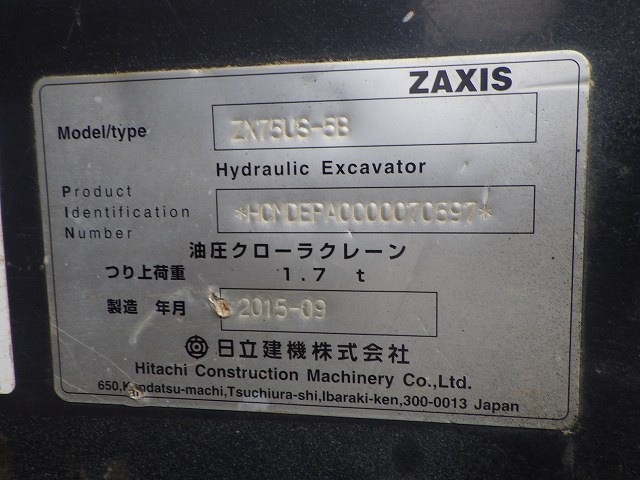 ZAXIS
Model/type ZX75US-5B
Hydraulic Excavator
Product
Identification *HCMDEPA0C00070597*
Number
油圧クローラクレーン
つり上荷重 1.7 t
製造 年月 2015-09
日立建機株式会社
Hitachi Construction Machinery Co.,Ltd.
650,Kandatsu-machi,Tsuchiura-shi,Ibaraki-ken,300-0013 Japan